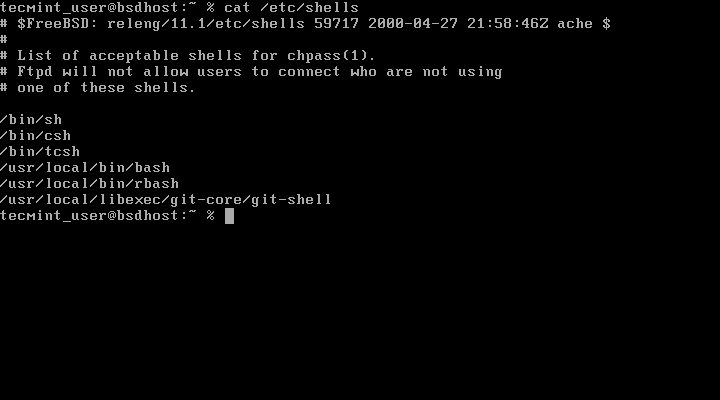 tecmint_user@bsdhost:~ % cat /etc/shells
# $FreeBSD: releng/11.1/etc/shells 59717 2000-04-27 21:58:46Z ache $
#
# List of acceptable shells for chpass(1).
# Ftpd will not allow users to connect who are not using
# one of these shells.

/bin/sh
/bin/csh
/bin/tcsh
/usr/local/bin/bash
/usr/local/bin/rbash
/usr/local/libexec/git-core/git-shell
tecmint_user@bsdhost:~ %